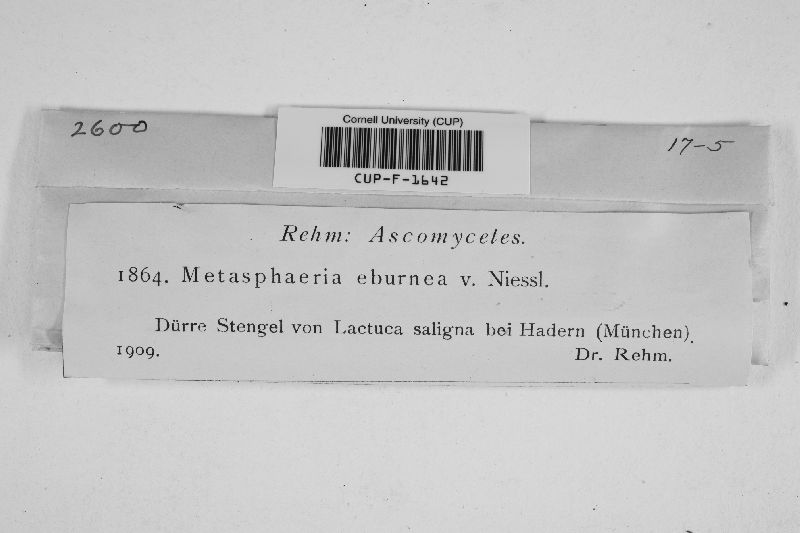 2600
Cornell University (CUP)
17-5
CUP-F-1642
Rehm: Ascomycetes.
1864. Metasphaeria eburnea v. Niessl.
Dürre Stengel von Lactuca saligna bei Hadern (München).
1909. Dr. Rehm.